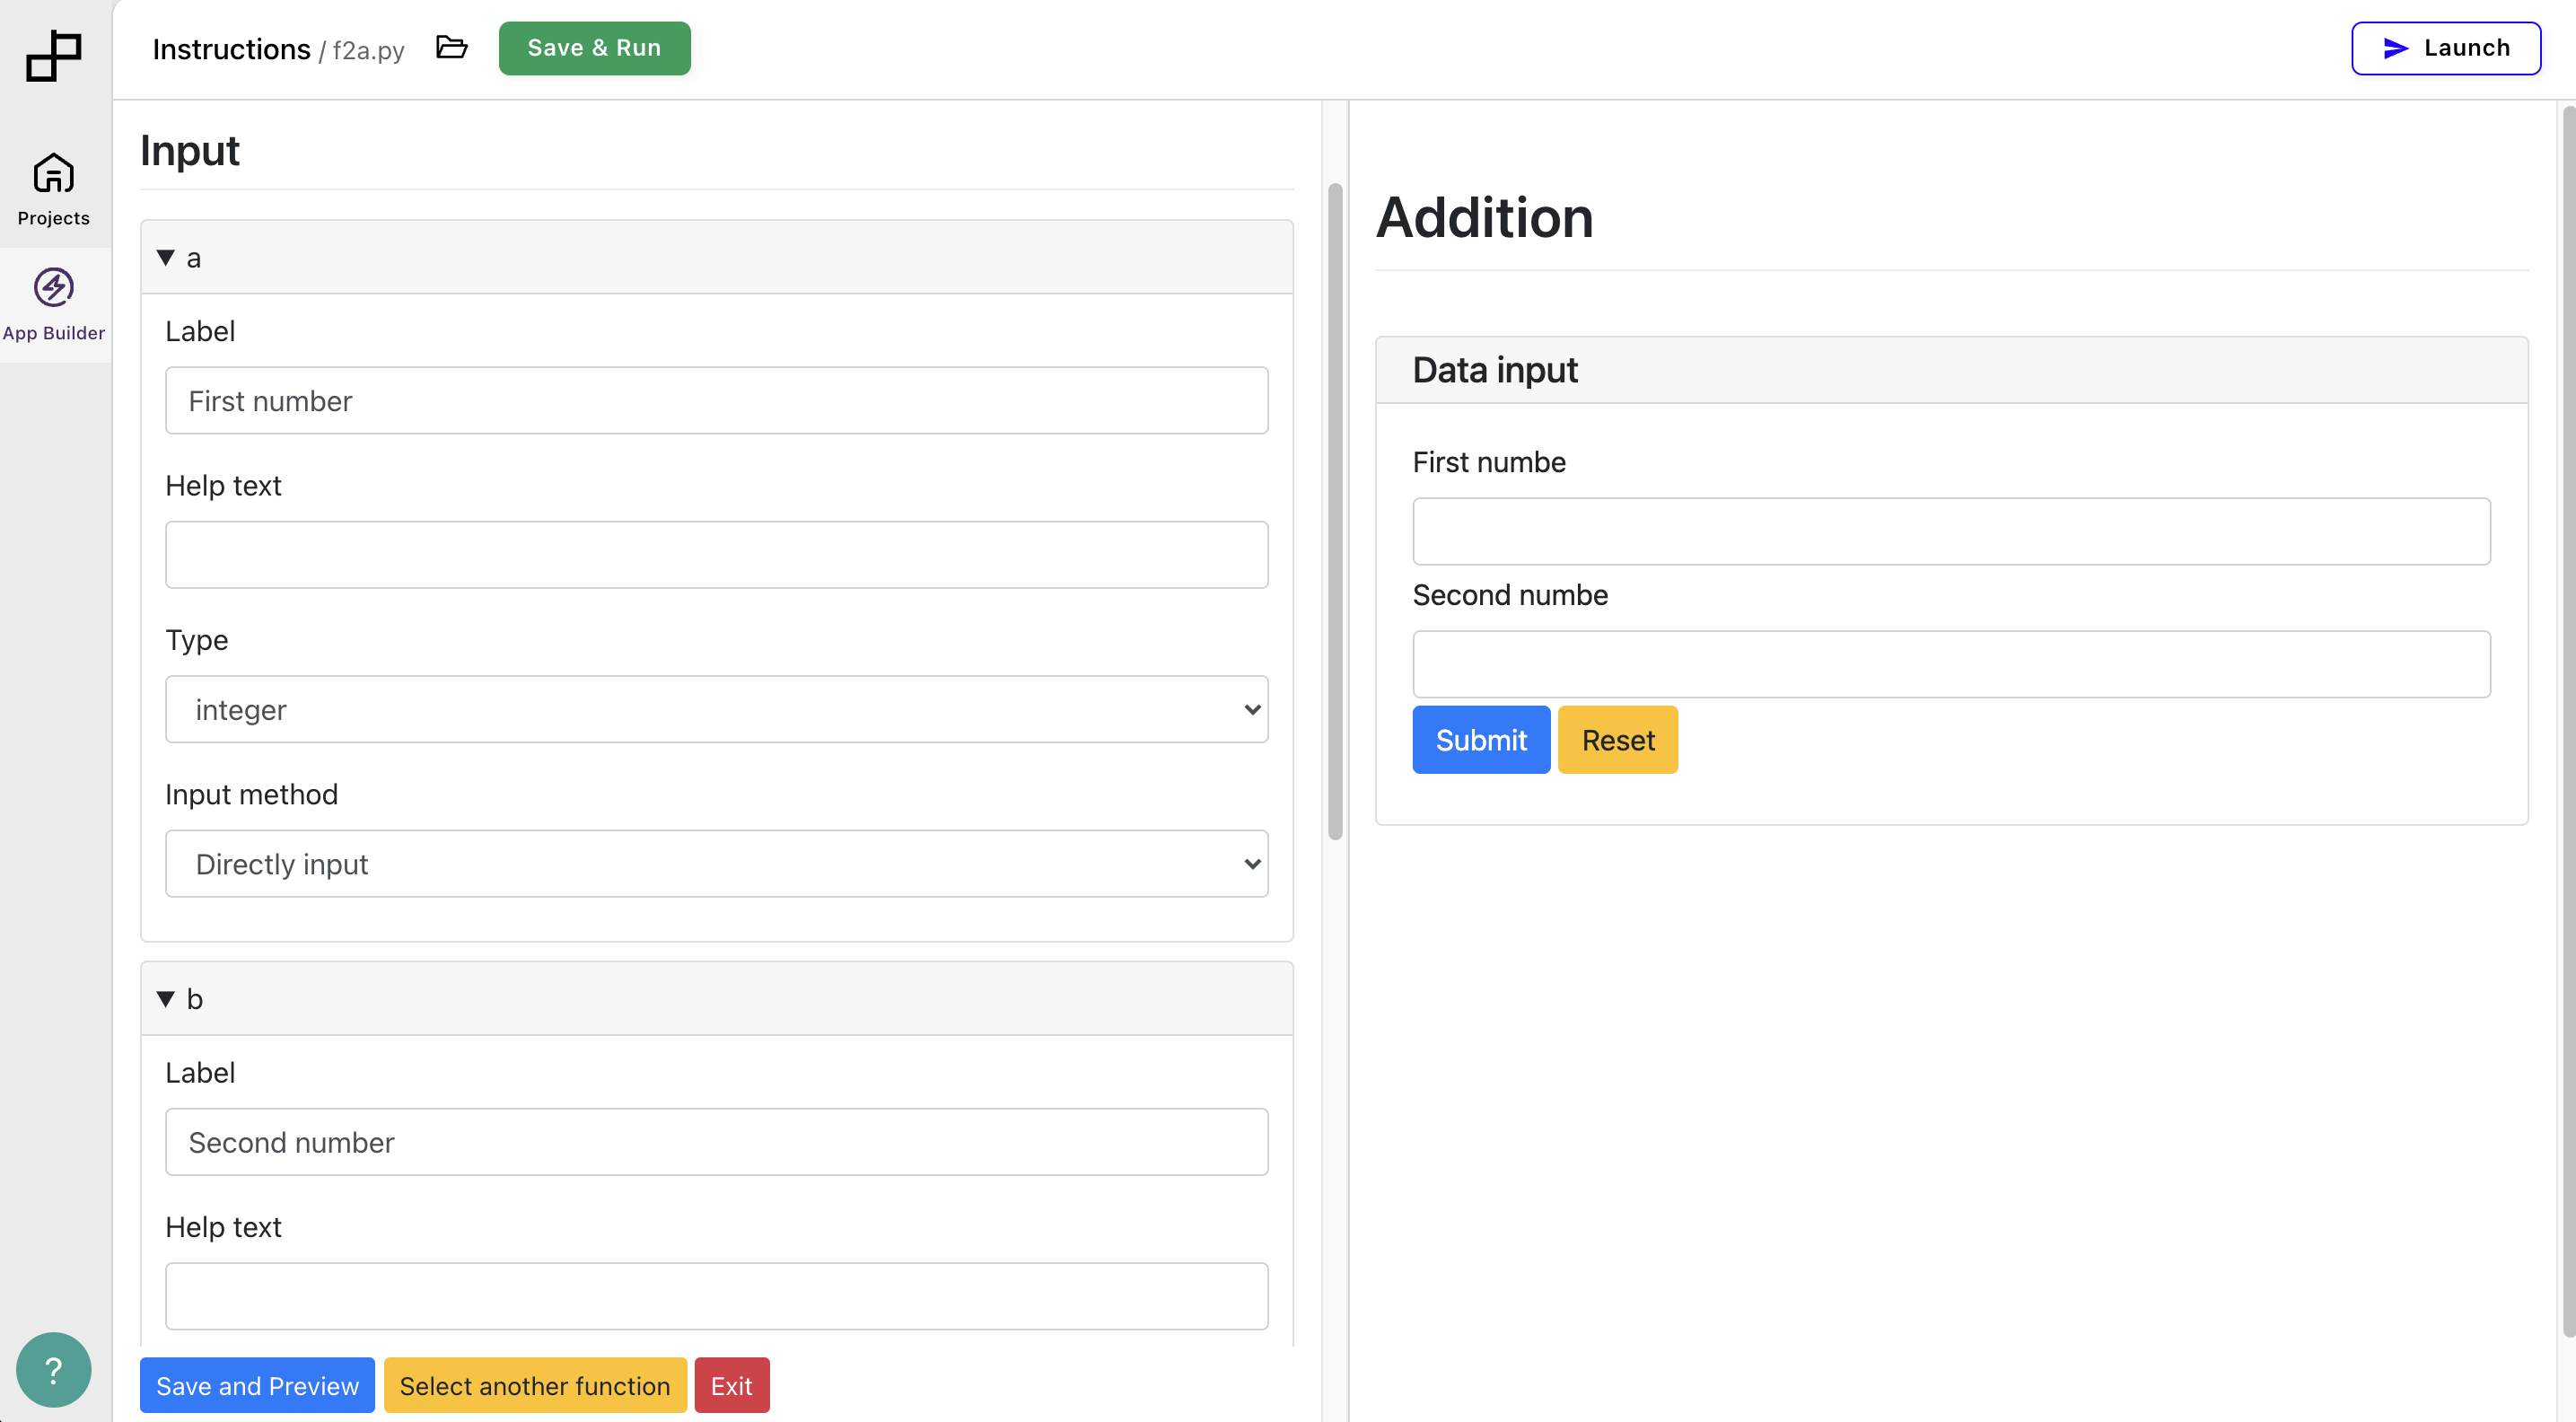 Instructions / f2a.py
Save & Run
Launch
Projects
App Builder
Input
a
Label
First number
Help text
Type
integer
Input method
Directly input
b
Label
Second number
Help text
Save and Preview
Select another function
Exit
?
Addition
Data input
First numbe
Second numbe
Submit
Reset